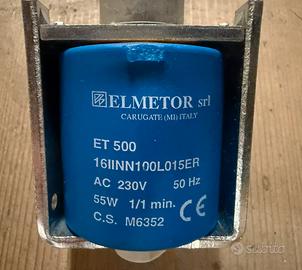 ELMETOR srl
CARUGATE (MI) ITALY
ET 500
16IINN100L015ER
AC 230V 50 Hz
55W 1/1 min.
C.S. M6352 CE
subito